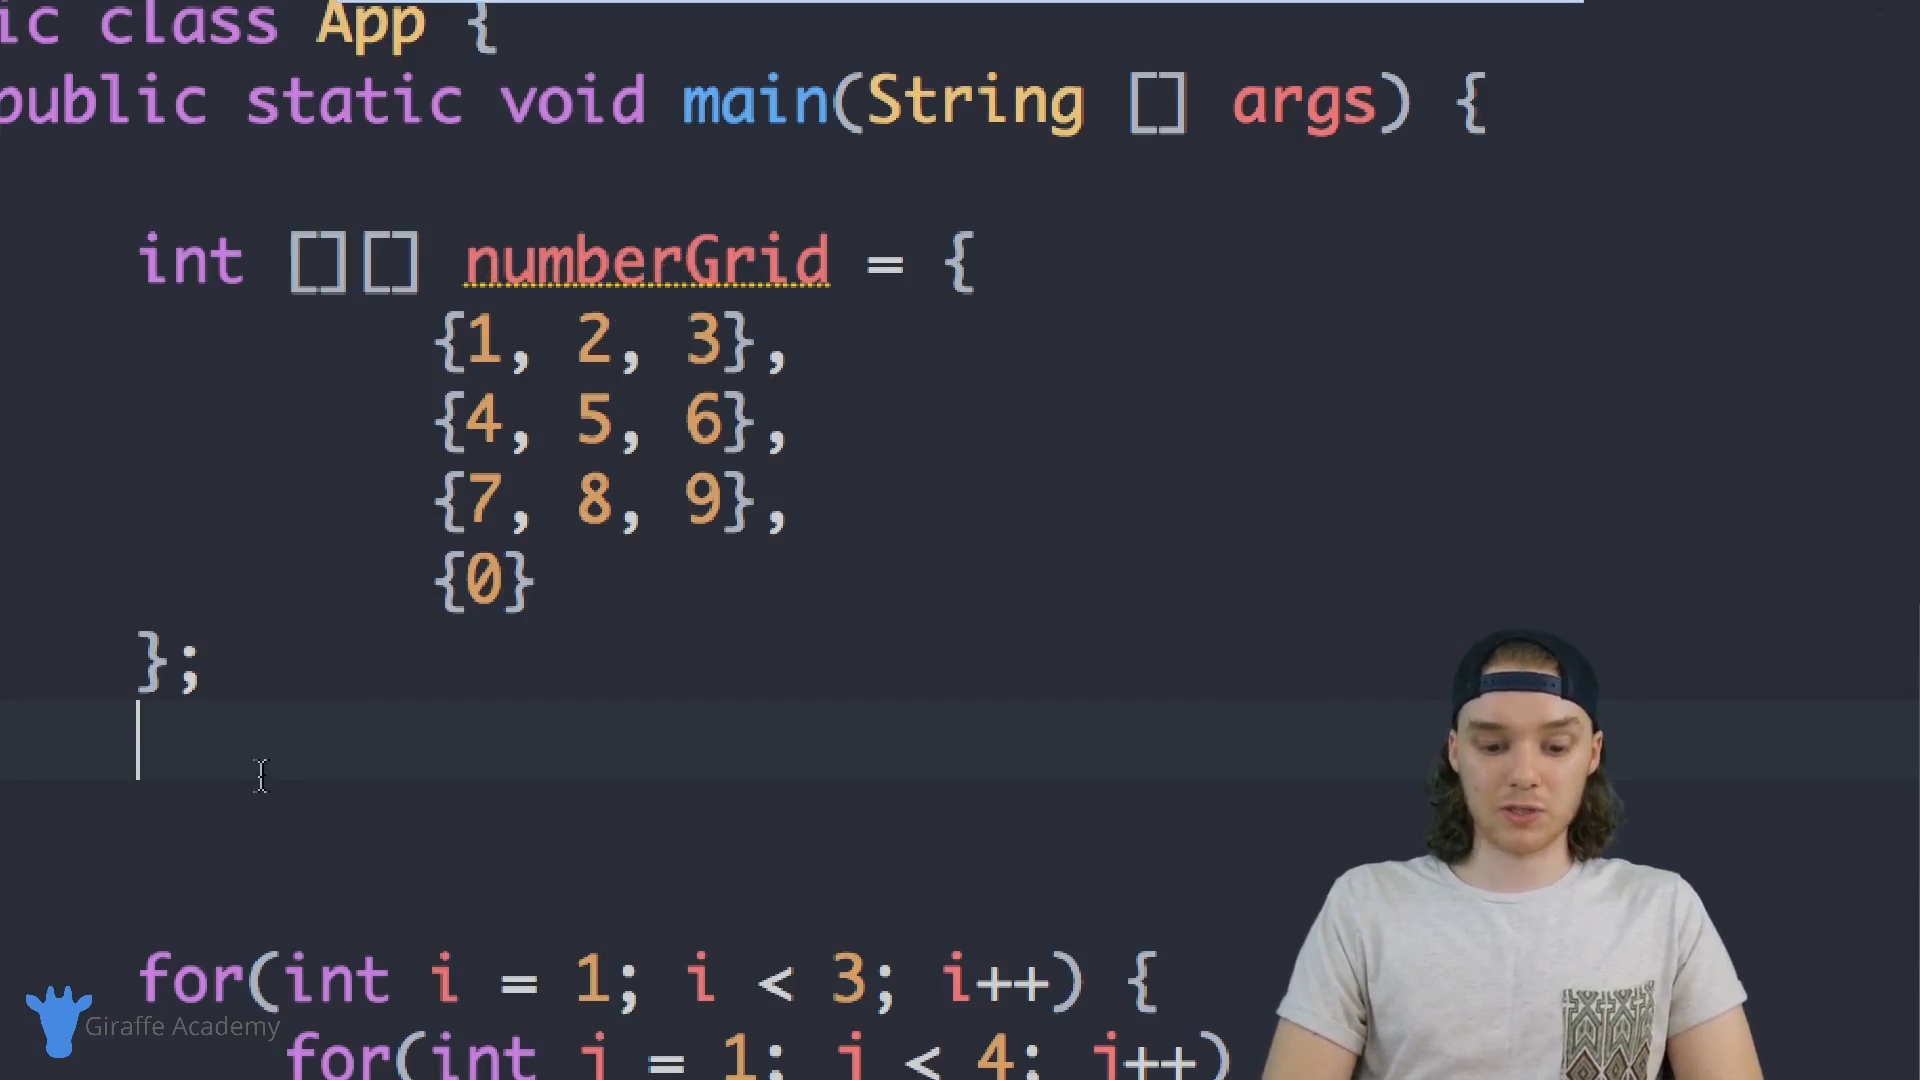 ic class App {
public static void main(String [] args) {
int [][] numberGrid = {
{1, 2, 3},
{4, 5, 6},
{7, 8, 9},
{0}
};
for(int i = 1; i < 3; i++) {
for(int j = 1; j < 4; j++)
Giraffe Academy